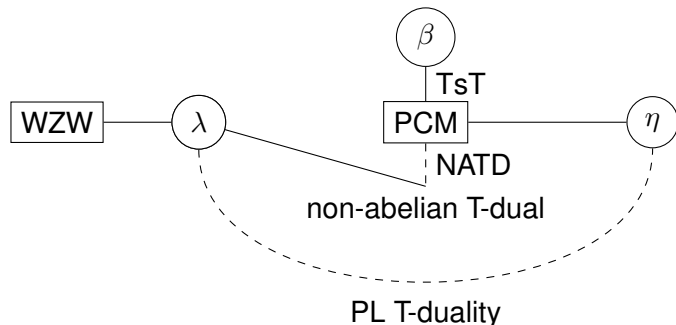 β
TsT
WZW
λ
PCM
η
NATD
non-abelian T-dual
PL T-duality